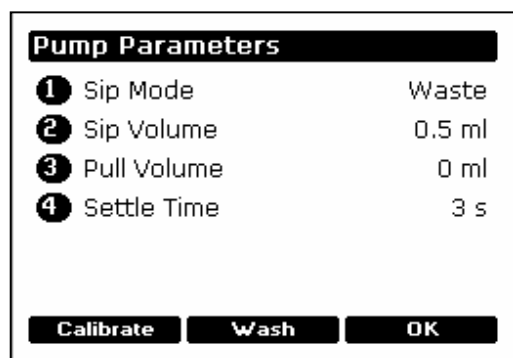 Pump Parameters
1 Sip Mode Waste
2 Sip Volume 0.5 ml
3 Pull Volume 0 ml
4 Settle Time 3 s
Calibrate Wash OK